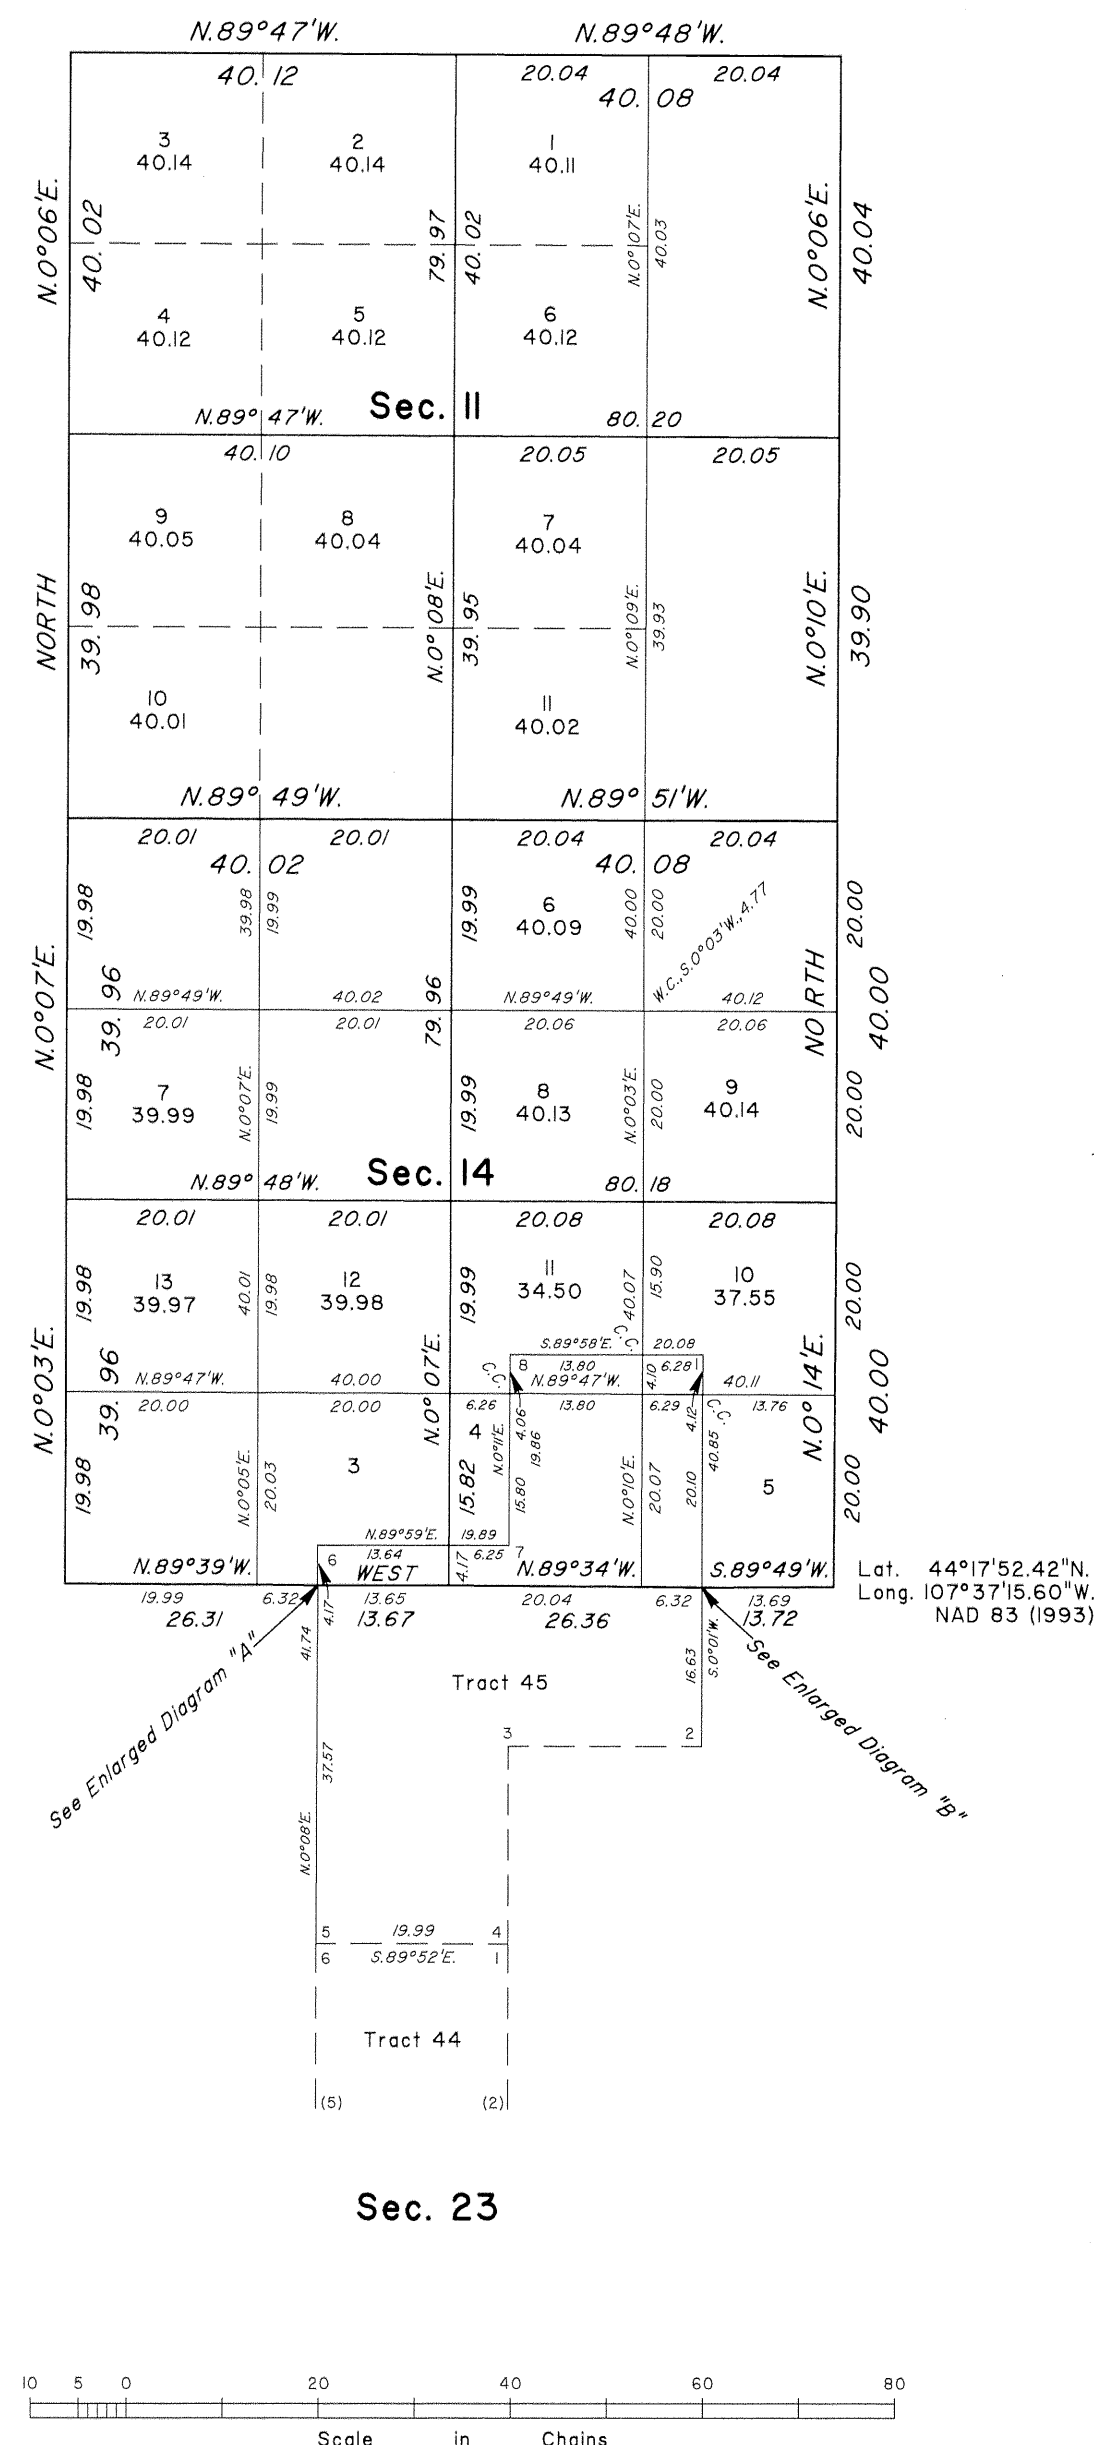 N.89°47'W. N.89°48'W.
40.12 20.04 20.04
40.08
3 2 1
40.14 40.14 40.11
N.0°06'E. 40.02 79.97 40.02 N.0°07'E. 40.03 N.0°06'E. 40.04
4 5 6
40.12 40.12 40.12
Sec. 11
N.89°47'W. 80.20
40.10 20.05 20.05
9 8 7
40.05 40.04 40.04
NORTH 39.98 N.0°08'E. 39.95 N.0°09'E. 39.93 N.0°10'E. 39.90
10 11
40.01 40.02
N.89°49'W. N.89°51'W.
20.01 20.01 20.04 20.04
40.02 40.08
19.98 39.98 19.99 19.99 40.00 20.00 20.00
6
40.09
W.C.,S.0°03'W.,4.77
N.0°07'E. 39.96 79.96 NORTH 40.00
N.89°49'W. 40.02 N.89°49'W. 40.12
20.01 20.01 20.06 20.06
7 8 9
39.99 40.13 40.14
19.98 N.0°07'E. 19.99 19.99 N.0°03'E. 20.00 20.00
Sec. 14
N.89°48'W. 80.18
20.01 20.01 20.08 20.08
13 12 11 10
39.97 39.98 34.50 37.55
19.98 40.01 19.98 19.99 40.07 15.90 20.00
C.C.
S.89°58'E. 20.08
8 13.80 6.28 1
C.C.
N.0°03'E. 39.96 N.0°07'E. 4.10 N.0°14'E. 40.00
N.89°47'W. 40.00 N.89°47'W. 40.11
20.00 20.00 6.26 13.80 6.29 13.76
4.06 4.12 C.C.
4
3 5
19.98 N.0°05'E. 20.03 15.82 N.0°11'E. 15.80 19.86 N.0°10'E. 20.07 20.10 40.85 20.00
N.89°59'E. 19.89
6 13.64 6.25 7
4.17
N.89°39'W. WEST N.89°34'W. S.89°49'W.
Lat. 44°17'52.42"N.
Long. 107°37'15.60"W.
NAD 83 (1993)
19.99 6.32 13.65 20.04 6.32 13.69
26.31 4.17 13.67 26.36 13.72
41.74 16.63 S.0°01'W.
See Enlarged Diagram "A"
See Enlarged Diagram "B"
Tract 45
3 2
37.57
N.0°08'E.
5 19.99 4
6 S.89°52'E. 1
Tract 44
(5) (2)
Sec. 23
10 5 0 20 40 60 80
Scale in Chains